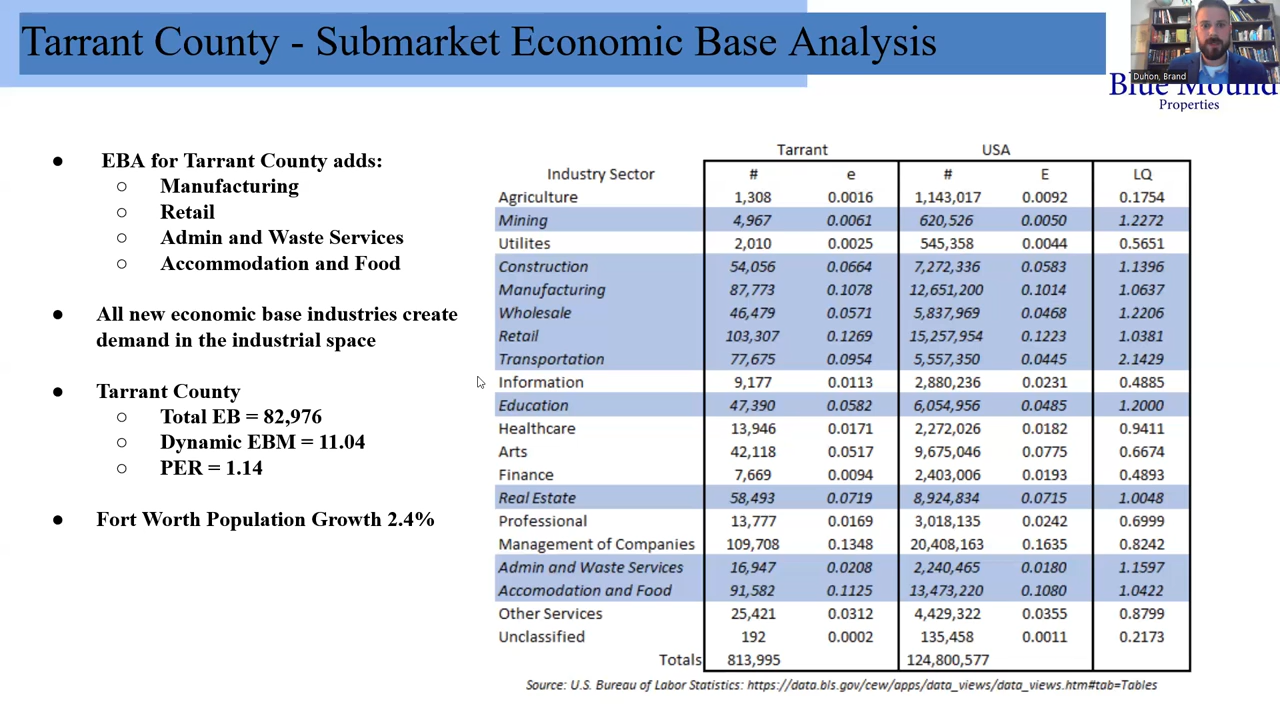 Tarrant County - Submarket Economic Base Analysis
Duhon, Brand
Blue Mound
Properties
● EBA for Tarrant County adds:
○ Manufacturing
○ Retail
○ Admin and Waste Services
○ Accommodation and Food
● All new economic base industries create
demand in the industrial space
● Tarrant County
○ Total EB = 82,976
○ Dynamic EBM = 11.04
○ PER = 1.14
● Fort Worth Population Growth 2.4%
Tarrant USA
Industry Sector # e # E LQ
Agriculture 1,308 0.0016 1,143,017 0.0092 0.1754
Mining 4,967 0.0061 620,526 0.0050 1.2272
Utilites 2,010 0.0025 545,358 0.0044 0.5651
Construction 54,056 0.0664 7,272,336 0.0583 1.1396
Manufacturing 87,773 0.1078 12,651,200 0.1014 1.0637
Wholesale 46,479 0.0571 5,837,969 0.0468 1.2206
Retail 103,307 0.1269 15,257,954 0.1223 1.0381
Transportation 77,675 0.0954 5,557,350 0.0445 2.1429
Information 9,177 0.0113 2,880,236 0.0231 0.4885
Education 47,390 0.0582 6,054,956 0.0485 1.2000
Healthcare 13,946 0.0171 2,272,026 0.0182 0.9411
Arts 42,118 0.0517 9,675,046 0.0775 0.6674
Finance 7,669 0.0094 2,403,006 0.0193 0.4893
Real Estate 58,493 0.0719 8,924,834 0.0715 1.0048
Professional 13,777 0.0169 3,018,135 0.0242 0.6999
Management of Companies 109,708 0.1348 20,408,163 0.1635 0.8242
Admin and Waste Services 16,947 0.0208 2,240,465 0.0180 1.1597
Accomodation and Food 91,582 0.1125 13,473,220 0.1080 1.0422
Other Services 25,421 0.0312 4,429,322 0.0355 0.8799
Unclassified 192 0.0002 135,458 0.0011 0.2173
Totals 813,995 124,800,577
Source: U.S. Bureau of Labor Statistics: https://data.bls.gov/cew/apps/data_views/data_views.htm#tab=Tables